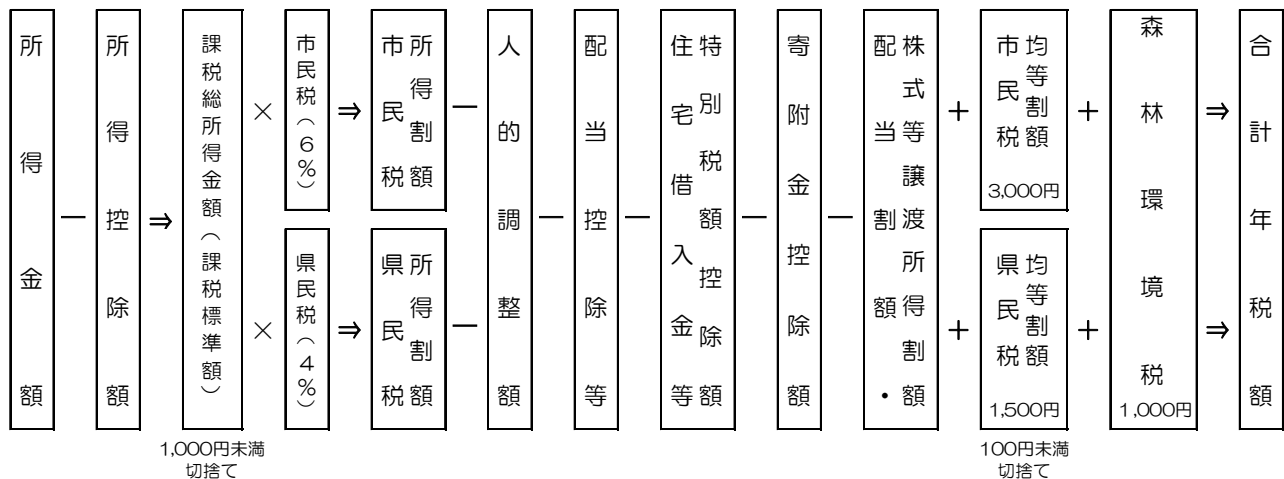 所得金額
－
所得控除額
⇒
課税総所得金額（課税標準額）
1,000円未満
切捨て
×
市民税（6％）
⇒
市民税
所得割額
－
×
県民税（4％）
⇒
県民税
所得割額
－
人的調整額
－
配当控除等
－
住宅借入金等
特別税額控除額
－
寄附金控除額
－
配当割額
株式等譲渡所得割額・
＋
市民税
均等割額
3,000円
＋
＋
県民税
均等割額
1,500円
＋
100円未満
切捨て
森林環境税
1,000円
⇒
⇒
合計年税額